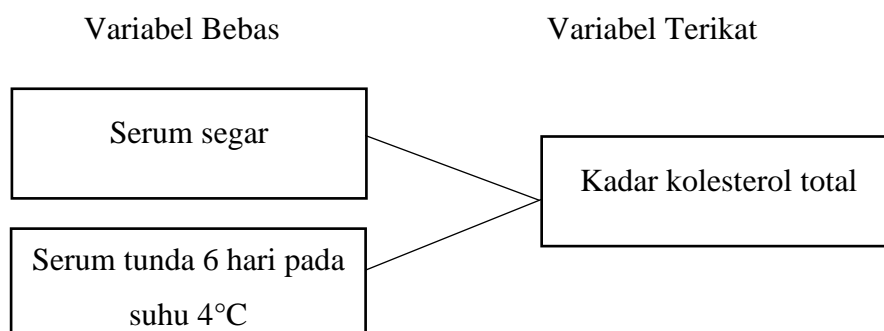 Variabel Bebas
Variabel Terikat
Serum segar
Kadar kolesterol total
Serum tunda 6 hari pada
suhu 4°C